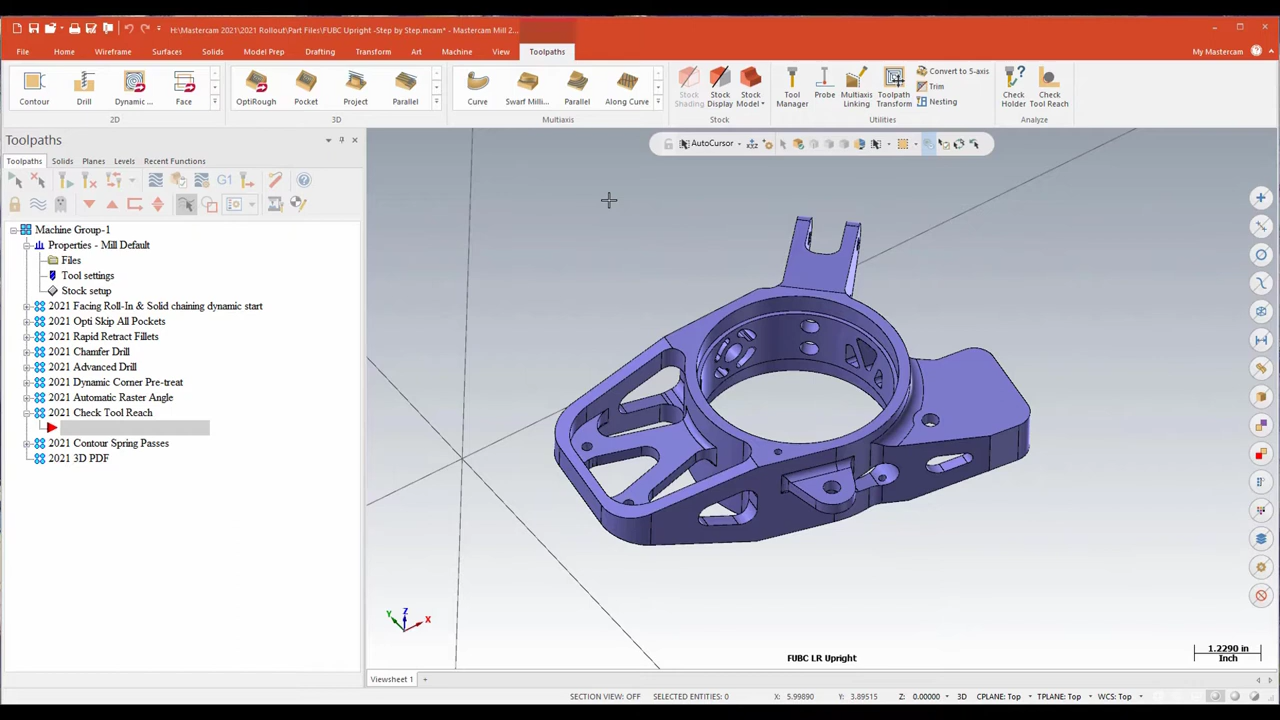 H:\Mastercam 2021\2021 Rollout\Part Files\FUBC Upright -Step by Step.mcam* - Mastercam Mill 2...
File Home Wireframe Surfaces Solids Model Prep Drafting Transform Art Machine View Toolpaths My Mastercam
Contour Drill Dynamic ... Face OptiRough Pocket Project Parallel Curve Swarf Milli... Parallel Along Curve Stock Shading Stock Display Stock Model Tool Manager Probe Multiaxis Linking Toolpath Transform Convert to 5-axis Trim Nesting Check Holder Check Tool Reach
2D 3D Multiaxis Stock Utilities Analyze
Toolpaths
AutoCursor
Toolpaths Solids Planes Levels Recent Functions
G1
Machine Group-1
Properties - Mill Default
Files
Tool settings
Stock setup
2021 Facing Roll-In & Solid chaining dynamic start
2021 Opti Skip All Pockets
2021 Rapid Retract Fillets
2021 Chamfer Drill
2021 Advanced Drill
2021 Dynamic Corner Pre-treat
2021 Automatic Raster Angle
2021 Check Tool Reach
2021 Contour Spring Passes
2021 3D PDF
Z
Y
X
FUBC LR Upright
1.2290 in
Inch
Viewsheet 1 +
SECTION VIEW: OFF SELECTED ENTITIES: 0 X: 5.99890 Y: 3.89515 Z: 0.00000 3D CPLANE: Top TPLANE: Top WCS: Top